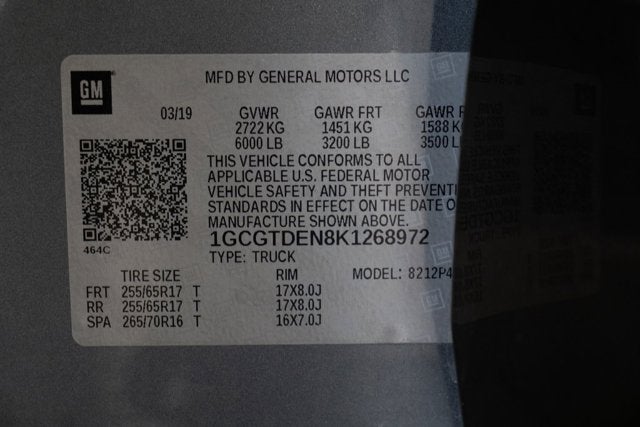 GM
MFD BY GENERAL MOTORS LLC
03/19 GVWR GAWR FRT GAWR
2722 KG 1451 KG 1588
6000 LB 3200 LB 3500
THIS VEHICLE CONFORMS TO ALL
APPLICABLE U.S. FEDERAL MOTOR
VEHICLE SAFETY AND THEFT
STANDARDS IN EFFECT ON THE DATE
MANUFACTURE SHOWN ABOVE.
1GCGTDEN8K1268972
464C
TYPE: TRUCK
TIRE SIZE RIM MODEL:
FRT 255/65R17 T 17X8.0J
RR 255/65R17 T 17X8.0J
SPA 265/70R16 T 16X7.0J